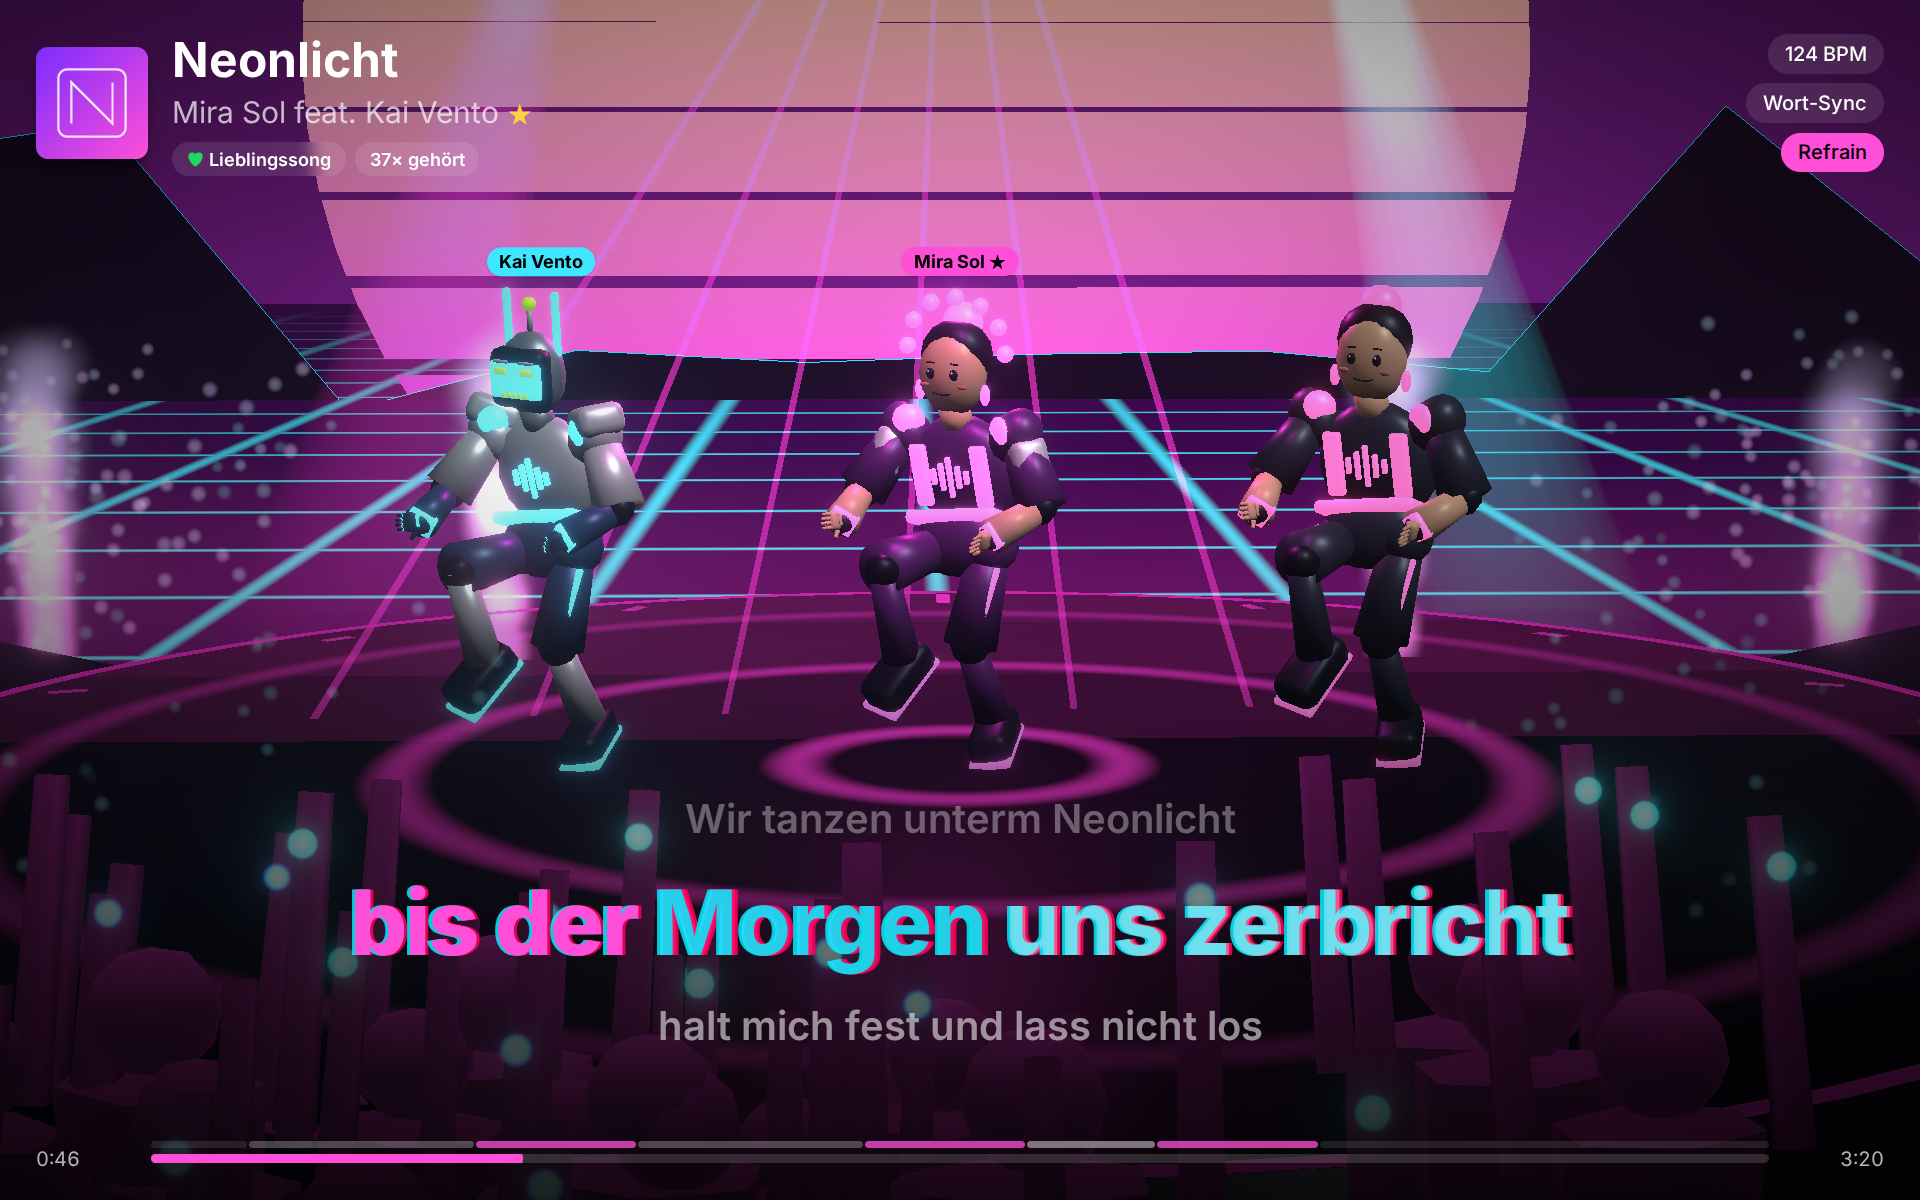 N
Neonlicht
Mira Sol feat. Kai Vento ★
Lieblingssong
37× gehört
124 BPM
Wort-Sync
Refrain
Kai Vento
Mira Sol ★
Wir tanzen unterm Neonlicht
bis der Morgen uns zerbricht
halt mich fest und lass nicht los
0:46
3:20